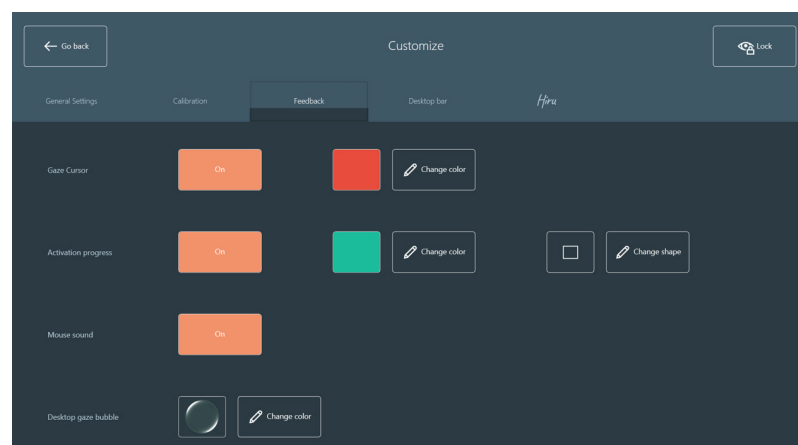 Go back
Customize
Lock
General Settings
Calibration
Feedback
Desktop bar
Hiru
Gaze Cursor
On
Change color
Activation progress
On
Change color
Change shape
Mouse sound
On
Desktop gaze bubble
Change color